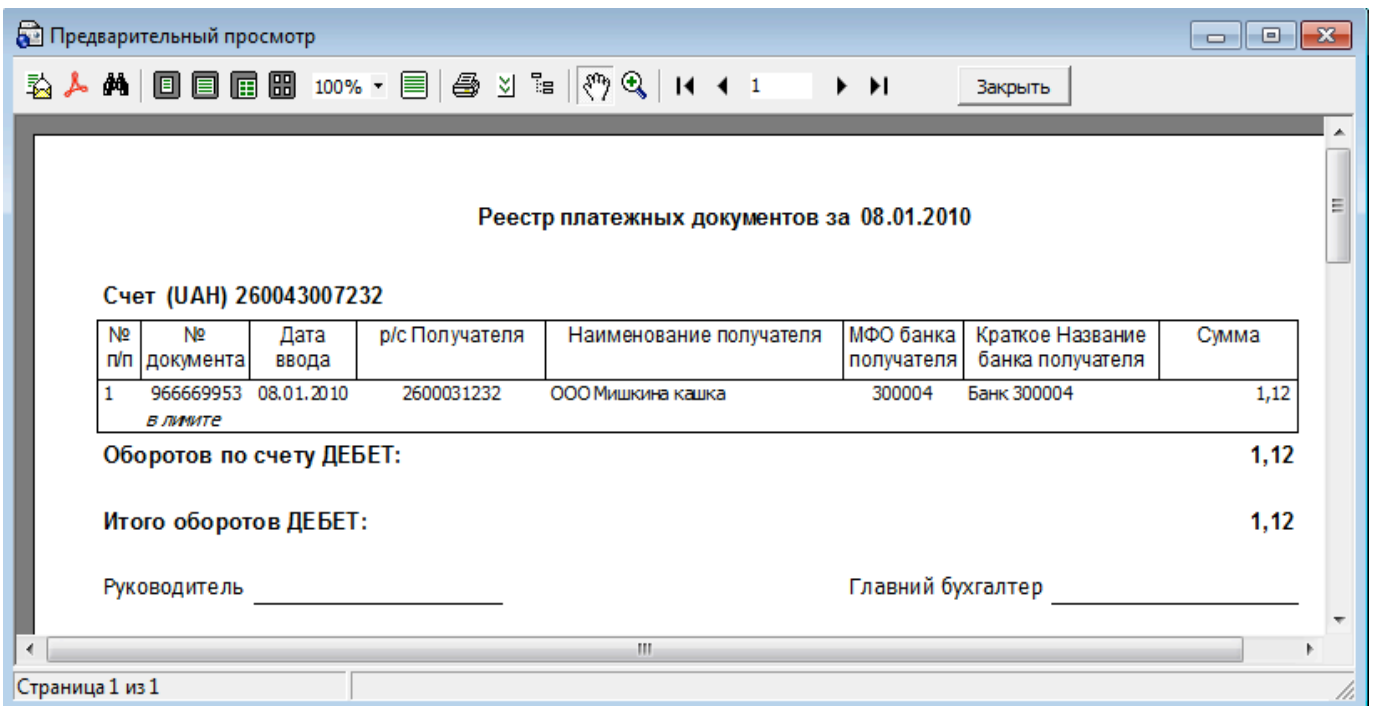 Предварительный просмотр
100% 1 Закрыть
Реестр платежных документов за 08.01.2010
Счет (UAH) 260043007232
№ № Дата р/с Получателя Наименование получателя МФО банка Краткое Название Сумма
п/п документа ввода получателя банка получателя
1 966669953 08.01.2010 2600031232 ООО Мишкина кашка 300004 Банк 300004 1,12
в лимите
Оборотов по счету ДЕБЕТ: 1,12
Итого оборотов ДЕБЕТ: 1,12
Руководитель Главний бухгалтер
Страница 1 из 1